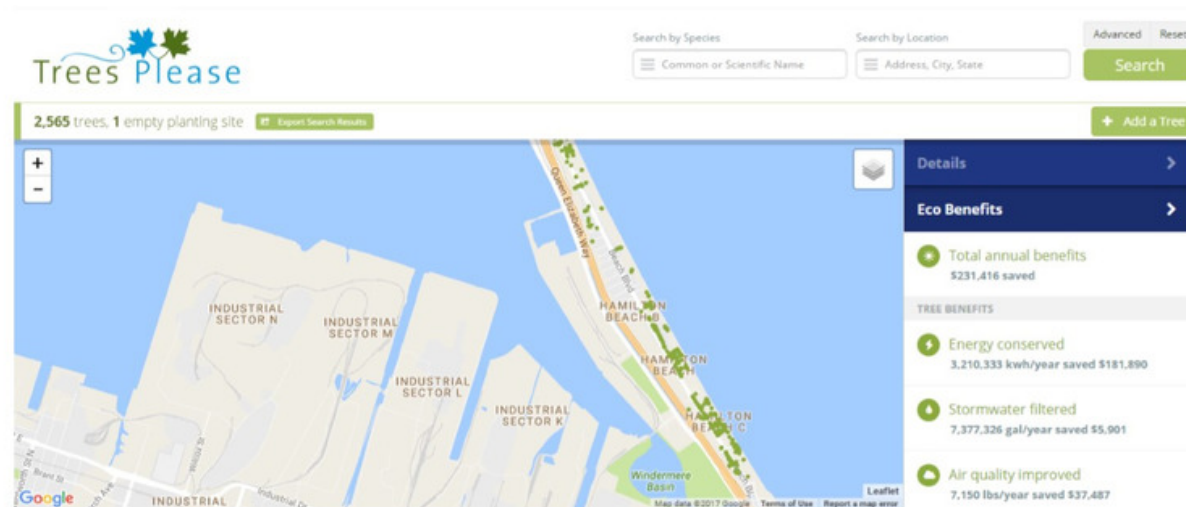 Trees Please
Search by Species
Search by Location
Advanced Reset
Common or Scientific Name
Address, City, State
Search
2,565 trees, 1 empty planting site
Export Search Results
+ Add a Tree
+
−
Details
Eco Benefits
Total annual benefits
$231,416 saved
TREE BENEFITS
Energy conserved
3,210,333 kwh/year saved $181,890
Stormwater filtered
7,377,326 gal/year saved $5,901
Air quality improved
7,150 lbs/year saved $37,487
Queen Elizabeth Way
Beach Blvd
HAMILTON
BEACH B
HAMILTON
BEACH
HAMILTON
BEACH C
INDUSTRIAL
SECTOR N
INDUSTRIAL
SECTOR M
INDUSTRIAL
SECTOR L
INDUSTRIAL
SECTOR K
Windermere
Basin
Brant St
INDUSTRIAL
Google
Leaflet
Map data ©2017 Google Terms of Use Report a map error